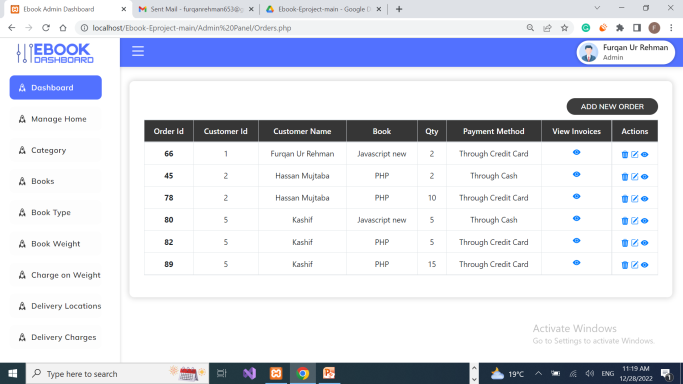 Ebook Admin Dashboard
Sent Mail - furqanrehman653@g
Ebook-Eproject-main - Google D
localhost/Ebook-Eproject-main/Admin%20Panel/Orders.php
EBOOK
DASHBOARD
Furqan Ur Rehman
Admin
Dashboard
Manage Home
Category
Books
Book Type
Book Weight
Charge on Weight
Delivery Locations
Delivery Charges
ADD NEW ORDER
Order Id Customer Id Customer Name Book Qty Payment Method View Invoices Actions
66 1 Furqan Ur Rehman Javascript new 2 Through Credit Card
45 2 Hassan Mujtaba PHP 2 Through Cash
78 2 Hassan Mujtaba PHP 10 Through Credit Card
80 5 Kashif Javascript new 5 Through Cash
82 5 Kashif PHP 5 Through Credit Card
89 5 Kashif PHP 15 Through Credit Card
Activate Windows
Go to Settings to activate Windows.
Type here to search
19°C
ENG
11:19 AM
12/28/2022